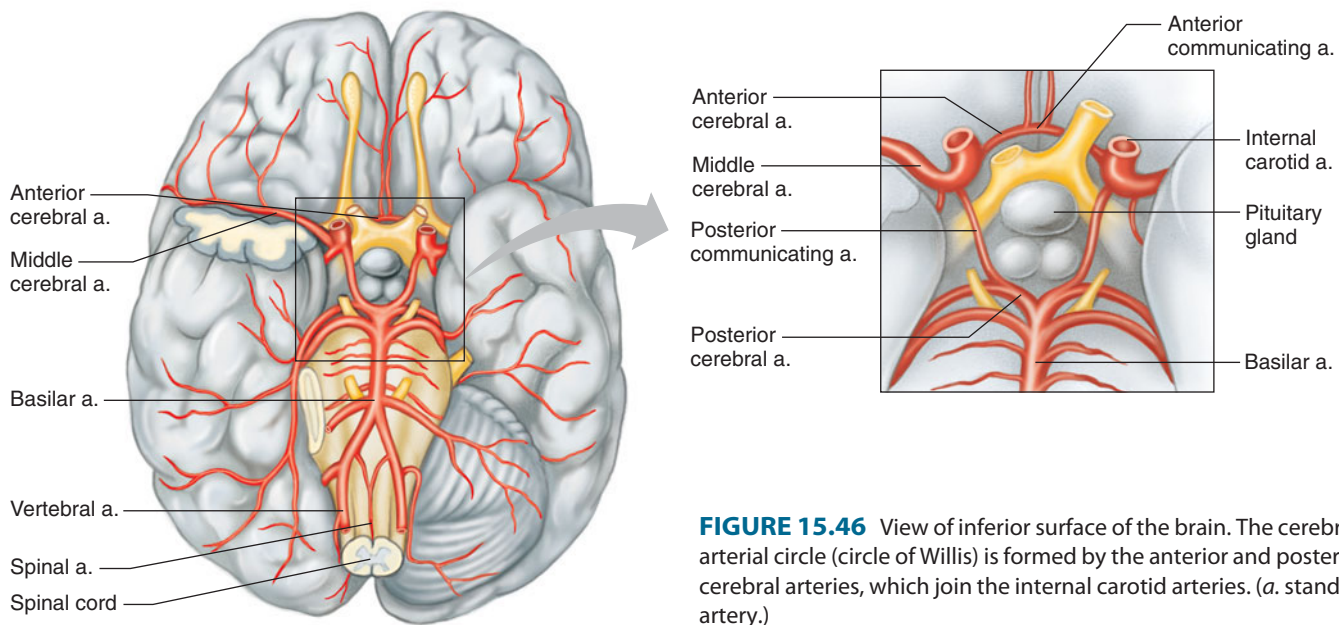 Anterior
cerebral a.
Middle
cerebral a.
Basilar a.
Vertebral a.
Spinal a.
Spinal cord
Anterior
communicating a.
Anterior
cerebral a.
Middle
cerebral a.
Posterior
communicating a.
Posterior
cerebral a.
Internal
carotid a.
Pituitary
gland
Basilar a.
FIGURE 15.46 View of inferior surface of the brain. The cerebr
arterial circle (circle of Willis) is formed by the anterior and poster
cerebral arteries, which join the internal carotid arteries. (a. stand
artery.)